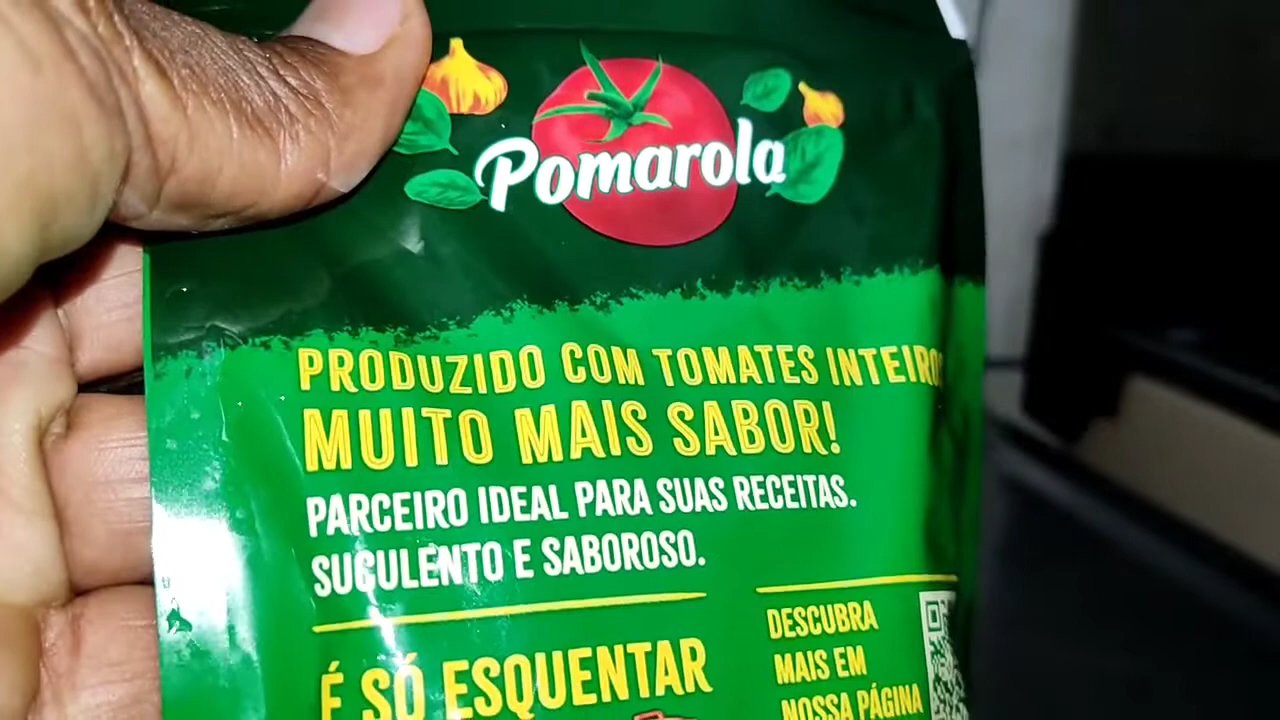 Pomarola
PRODUZIDO COM TOMATES INTEIROS
MUITO MAIS SABOR!
PARCEIRO IDEAL PARA SUAS RECEITAS.
SUCULENTO E SABOROSO.
É SÓ ESQUENTAR
DESCUBRA
MAIS EM
NOSSA PÁGINA